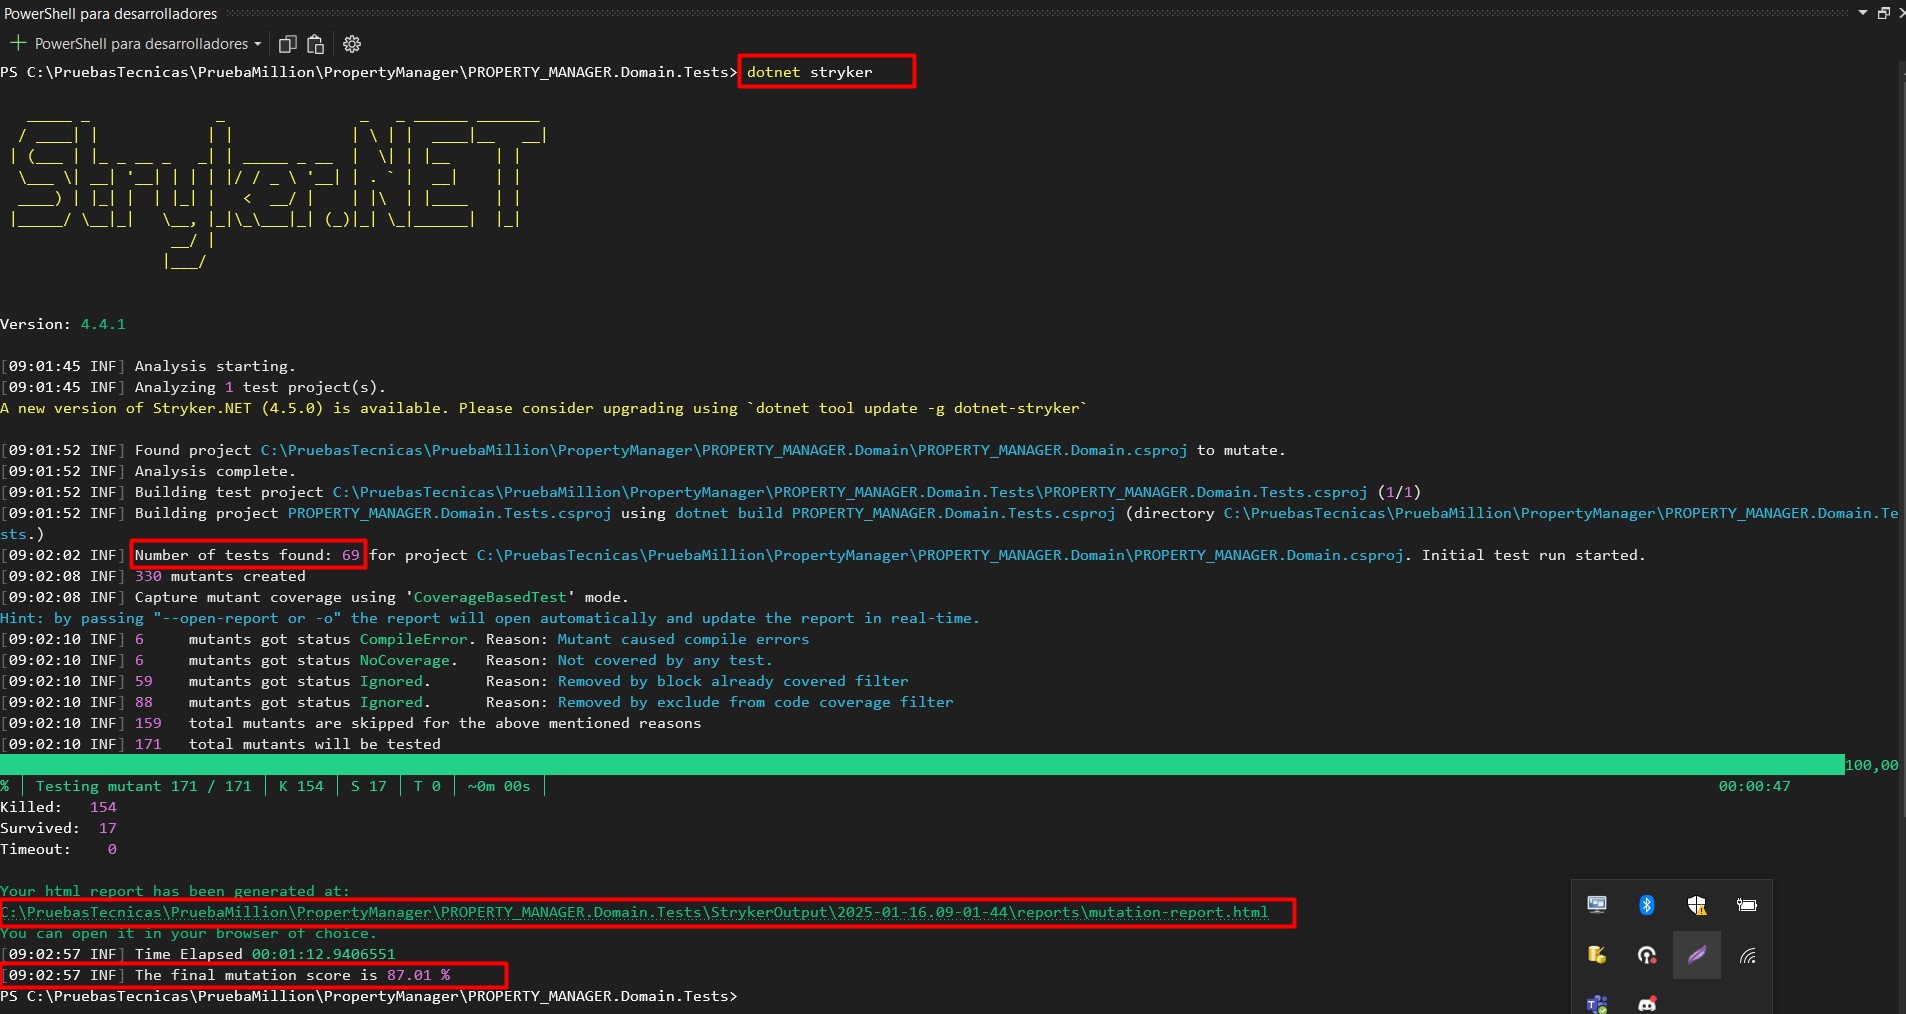 PowerShell para desarrolladores
PowerShell para desarrolladores
PS C:\PruebasTecnicas\PruebaMillion\PropertyManager\PROPERTY_MANAGER.Domain.Tests> dotnet stryker
Stryker.NET
Version: 4.4.1
[09:01:45 INF] Analysis starting.
[09:01:45 INF] Analyzing 1 test project(s).
A new version of Stryker.NET (4.5.0) is available. Please consider upgrading using `dotnet tool update -g dotnet-stryker`
[09:01:52 INF] Found project C:\PruebasTecnicas\PruebaMillion\PropertyManager\PROPERTY_MANAGER.Domain\PROPERTY_MANAGER.Domain.csproj to mutate.
[09:01:52 INF] Analysis complete.
[09:01:52 INF] Building test project C:\PruebasTecnicas\PruebaMillion\PropertyManager\PROPERTY_MANAGER.Domain.Tests\PROPERTY_MANAGER.Domain.Tests.csproj (1/1)
[09:01:52 INF] Building project PROPERTY_MANAGER.Domain.Tests.csproj using dotnet build PROPERTY_MANAGER.Domain.Tests.csproj (directory C:\PruebasTecnicas\PruebaMillion\PropertyManager\PROPERTY_MANAGER.Domain.Te
sts.)
[09:02:02 INF] Number of tests found: 69 for project C:\PruebasTecnicas\PruebaMillion\PropertyManager\PROPERTY_MANAGER.Domain\PROPERTY_MANAGER.Domain.csproj. Initial test run started.
[09:02:08 INF] 330 mutants created
[09:02:08 INF] Capture mutant coverage using 'CoverageBasedTest' mode.
Hint: by passing "--open-report or -o" the report will open automatically and update the report in real-time.
[09:02:10 INF] 6     mutants got status CompileError. Reason: Mutant caused compile errors
[09:02:10 INF] 6     mutants got status NoCoverage.   Reason: Not covered by any test.
[09:02:10 INF] 59    mutants got status Ignored.      Reason: Removed by block already covered filter
[09:02:10 INF] 88    mutants got status Ignored.      Reason: Removed by exclude from code coverage filter
[09:02:10 INF] 159   total mutants are skipped for the above mentioned reasons
[09:02:10 INF] 171   total mutants will be tested
100,00
% │ Testing mutant 171 / 171 │ K 154 │ S 17 │ T 0 │ ~0m 00s │ 00:00:47
Killed:   154
Survived:  17
Timeout:    0
Your html report has been generated at:
C:\PruebasTecnicas\PruebaMillion\PropertyManager\PROPERTY_MANAGER.Domain.Tests\StrykerOutput\2025-01-16.09-01-44\reports\mutation-report.html
You can open it in your browser of choice.
[09:02:57 INF] Time Elapsed 00:01:12.9406551
[09:02:57 INF] The final mutation score is 87.01 %
PS C:\PruebasTecnicas\PruebaMillion\PropertyManager\PROPERTY_MANAGER.Domain.Tests>